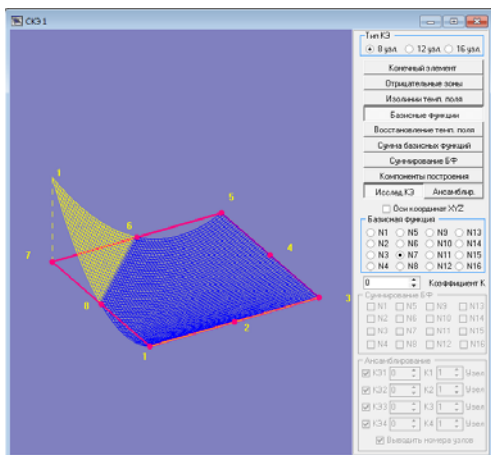 СКЭ1
Тип КЭ
8 узл. 12 узл. 16 узл.
Конечный элемент
Отрицательные зоны
Изолинии темп. поля
Базисные функции
Восстановление темп. поля
Сумма базисных функций
Суммирование БФ
Компоненты построения
Исслед.КЭ Ансамблир.
Оси координат XYZ
Базисная функция
N1 N5 N9 N13
N2 N6 N10 N14
N3 N7 N11 N15
N4 N8 N12 N16
0 Коэффициент К
Суммирование БФ
N1 N5 N9 N13
N2 N6 N10 N14
N3 N7 N11 N15
N4 N8 N12 N16
Ансамблирование
КЭ1 0 К1 1 Узел
КЭ2 0 К2 1 Узел
КЭ3 0 К3 1 Узел
КЭ4 0 К4 1 Узел
Выводить номера узлов
1
5
6
7
4
8
3
2
1